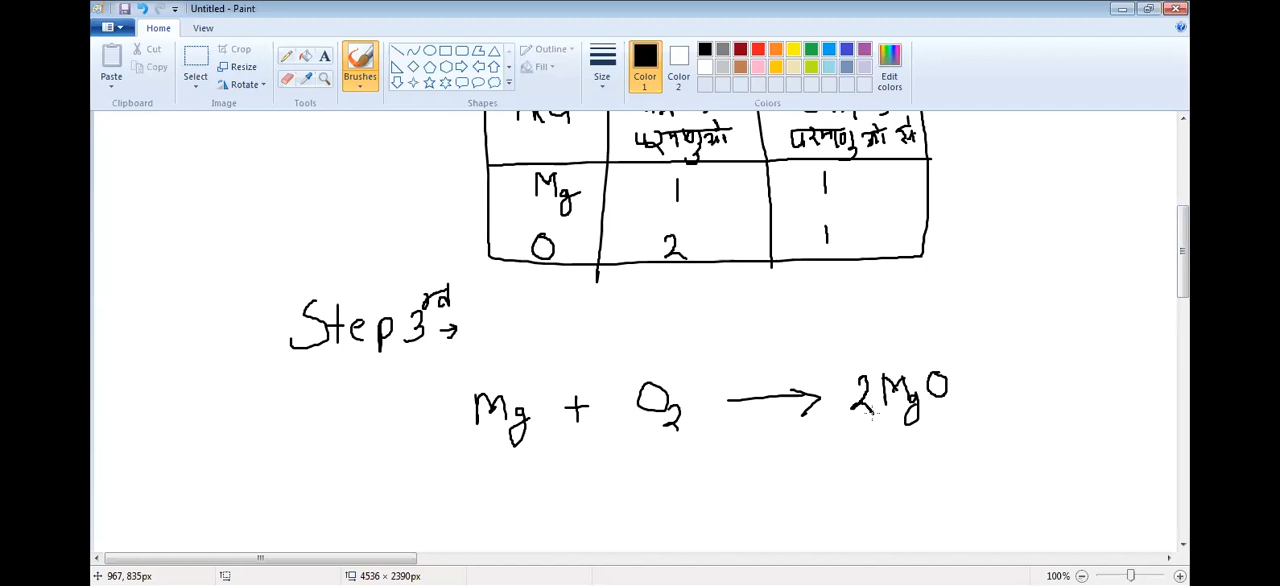 Untitled - Paint
Home View
Paste Cut Copy
Select Crop Resize Rotate
Brushes
Outline Fill
Size
Color 1
Color 2
Edit colors
Clipboard Image Tools Shapes Colors
Mg 1 1
O 2 1
Step 3rd →
Mg + O2 → 2MgO
967, 835px 4536 × 2390px 100%